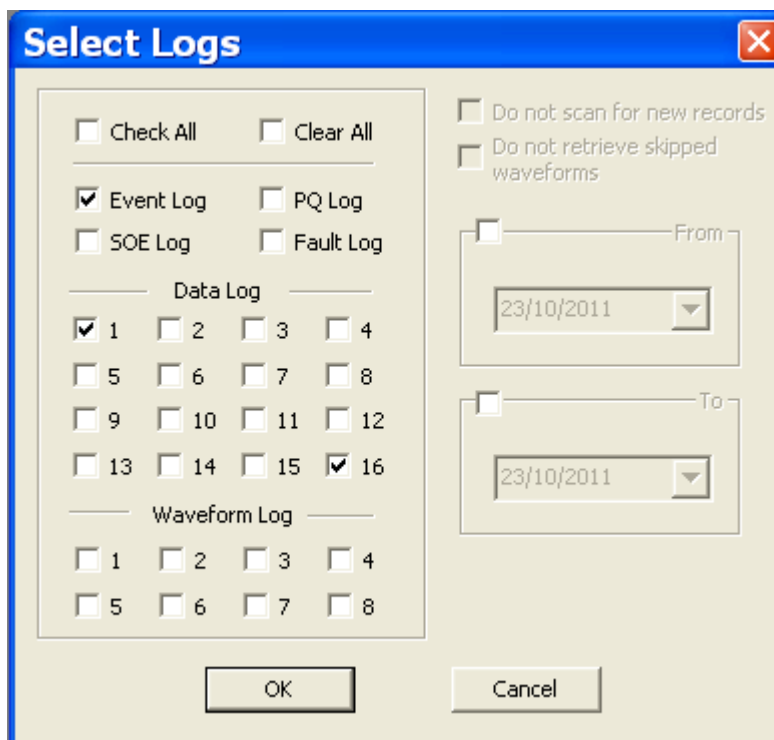 Select Logs
Check All Clear All
Event Log PQ Log
SOE Log Fault Log
Data Log
1 2 3 4
5 6 7 8
9 10 11 12
13 14 15 16
Waveform Log
1 2 3 4
5 6 7 8
Do not scan for new records
Do not retrieve skipped
waveforms
From
23/10/2011
To
23/10/2011
OK Cancel